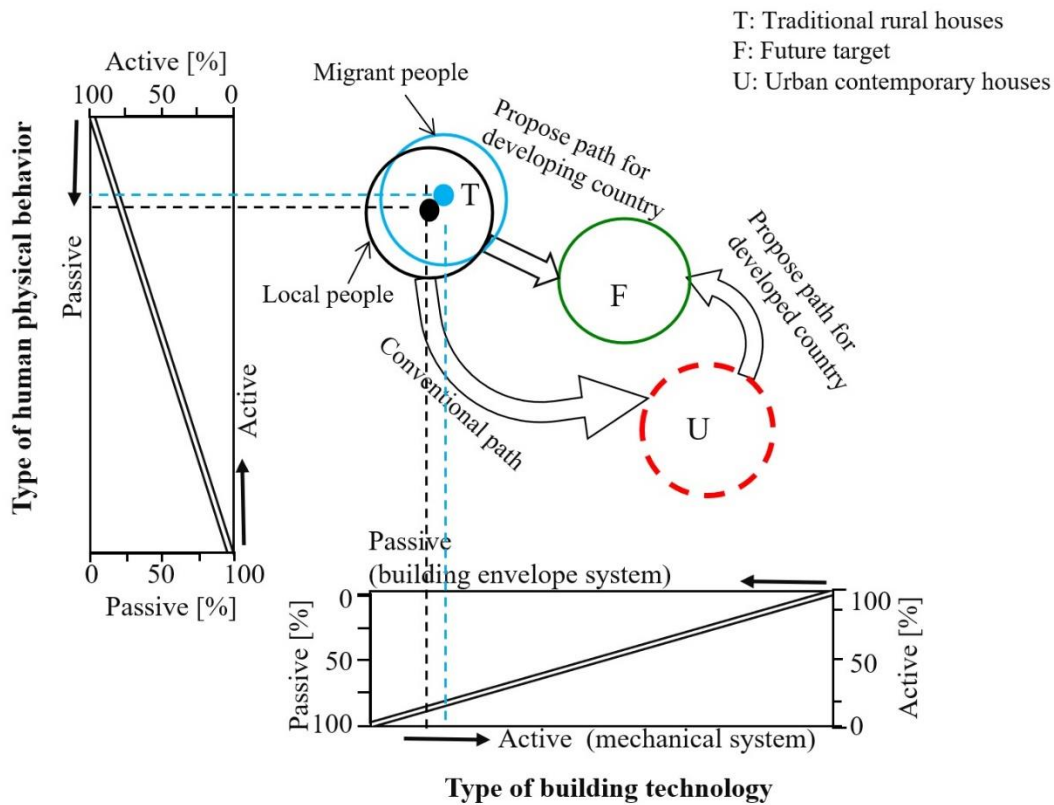 T: Traditional rural houses
F: Future target
U: Urban contemporary houses
Active [%]
100 50 0
Type of human physical behavior
Passive
Active
0 50 100
Passive [%]
Migrant people
Local people
T
Propose path for
developing country
F
Propose path for
developed country
U
Conventional path
Passive
(building envelope system)
Passive [%]
0
50
100
100
50
0
Active [%]
Active (mechanical system)
Type of building technology